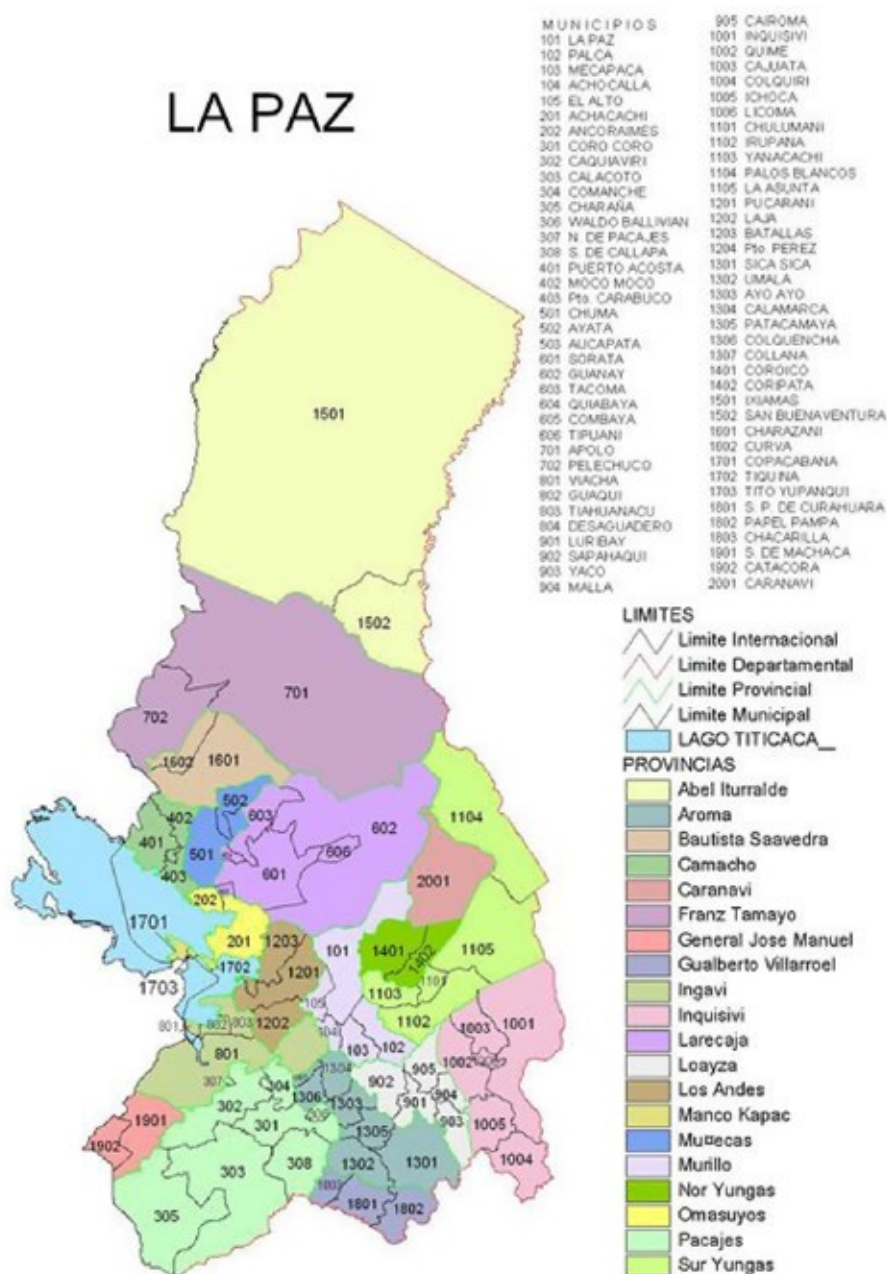 LA PAZ
MUNICIPIOS
101 LA PAZ
102 PALCA
103 MECAPACA
104 ACHOCALLA
105 EL ALTO
201 ACHACACHI
202 ANCORAIMES
301 CORO CORO
302 CAQUIAVIRI
303 CALACOTO
304 COMANCHE
305 CHARAÑA
306 WALDO BALLIVIAN
307 N. DE PACAJES
308 S. DE CALLAPA
401 PUERTO ACOSTA
402 MOCO MOCO
403 Pto. CARABUCO
501 CHUMA
502 AYATA
503 AUCAPATA
601 SORATA
602 GUANAY
603 TACOMA
604 QUIABAYA
605 COMBAYA
606 TIPUANI
701 APOLO
702 PELECHUCO
801 VIACHA
802 GUAQUI
803 TIAHUANACU
804 DESAGUADERO
901 LURIBAY
902 SAPAHAQUI
903 YACO
904 MALLA
905 CAIROMA
1001 INQUISIVI
1002 QUIME
1003 CAJUATA
1004 COLQUIRI
1005 ICHOCA
1006 LICOMA
1101 CHULUMANI
1102 IRUPANA
1103 YANACACHI
1104 PALOS BLANCOS
1105 LA ASUNTA
1201 PUCARANI
1202 LAJA
1203 BATALLAS
1204 Pto. PEREZ
1301 SICA SICA
1302 UMALA
1303 AYO AYO
1304 CALAMARCA
1305 PATACAMAYA
1306 COLQUENCHA
1307 COLLANA
1401 COROICO
1402 CORIPATA
1501 IXIAMAS
1502 SAN BUENAVENTURA
1601 CHARAZANI
1602 CURVA
1701 COPACABANA
1702 TIQUINA
1703 TITO YUPANQUI
1801 S. P. DE CURAHUARA
1802 PAPEL PAMPA
1803 CHACARILLA
1901 S. DE MACHACA
1902 CATACORA
2001 CARANAVI
LIMITES
Limite Internacional
Limite Departamental
Limite Provincial
Limite Municipal
LAGO TITICACA__
PROVINCIAS
Abel Iturralde
Aroma
Bautista Saavedra
Camacho
Caranavi
Franz Tamayo
General Jose Manuel
Gualberto Villarroel
Ingavi
Inquisivi
Larecaja
Loayza
Los Andes
Manco Kapac
Mu¤ecas
Murillo
Nor Yungas
Omasuyos
Pacajes
Sur Yungas
1501
1502
701
702
1602
1601
502
603
602
1104
402
401
501
403
601
606
2001
202
1701
201
1203
101
1401
1402
1105
1702
1201
1101
1703
105
1103
801
802
803
1202
104
1102
103
102
1003
1001
801
1002
307
304
1304
902
905
904
302
1306
1303
901
1901
301
1305
903
1005
1902
303
308
1302
1301
1004
305
1803
1801
1802